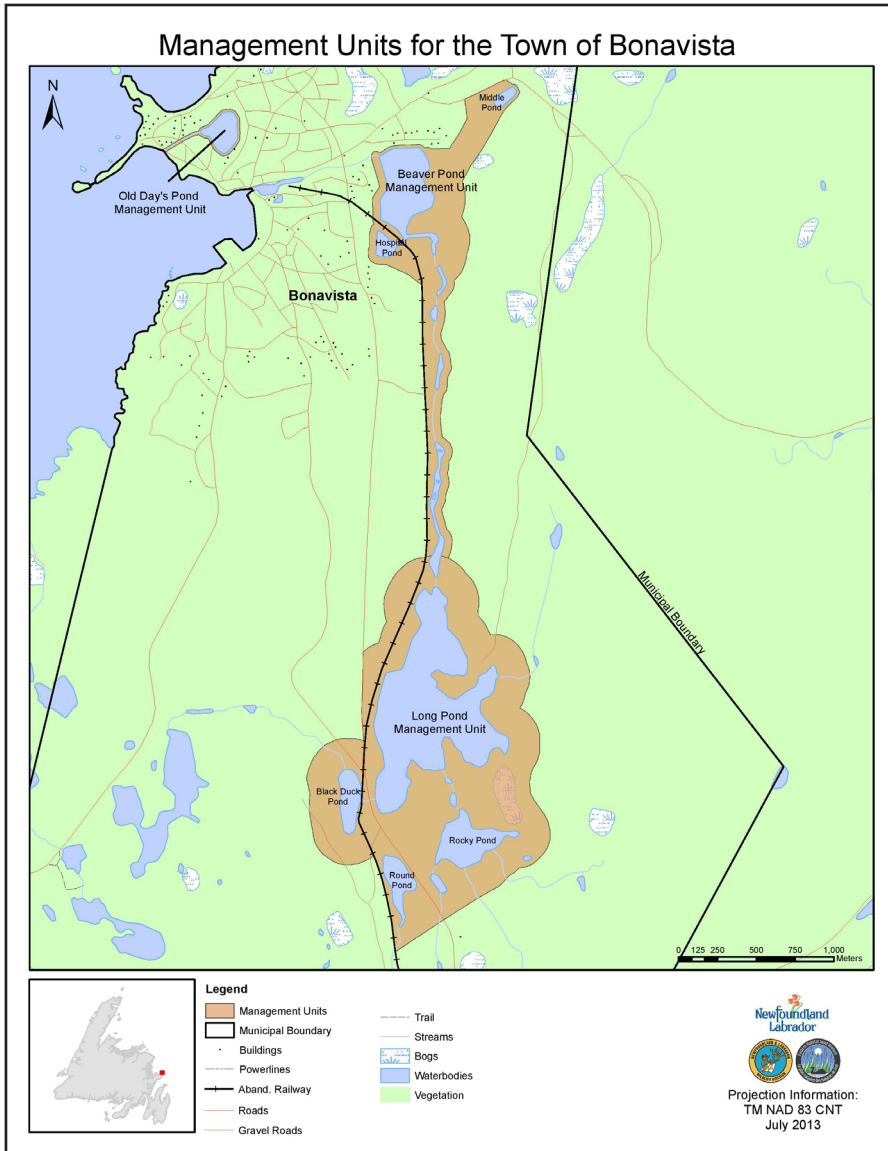 Management Units for the Town of Bonavista
N
Middle
Pond
Beaver Pond
Management Unit
Old Day's Pond
Management Unit
Hospital
Pond
Bonavista
Municipal Boundary
Long Pond
Management Unit
Black Duck
Pond
Rocky Pond
Round
Pond
0 125 250 500 750 1,000
Meters
Legend
Management Units
Municipal Boundary
Buildings
Powerlines
Aband. Railway
Roads
Gravel Roads
Trail
Streams
Bogs
Waterbodies
Vegetation
Newfoundland
Labrador
Projection Information:
TM NAD 83 CNT
July 2013